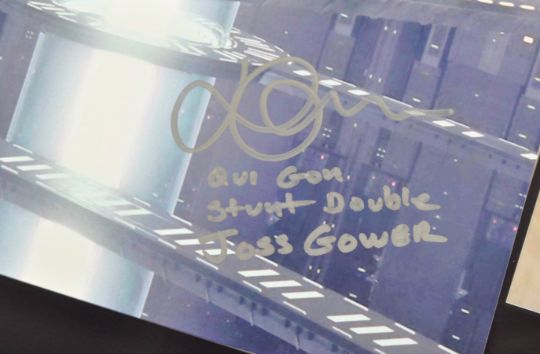 Qui Gon
Stunt Double
Joss Gower